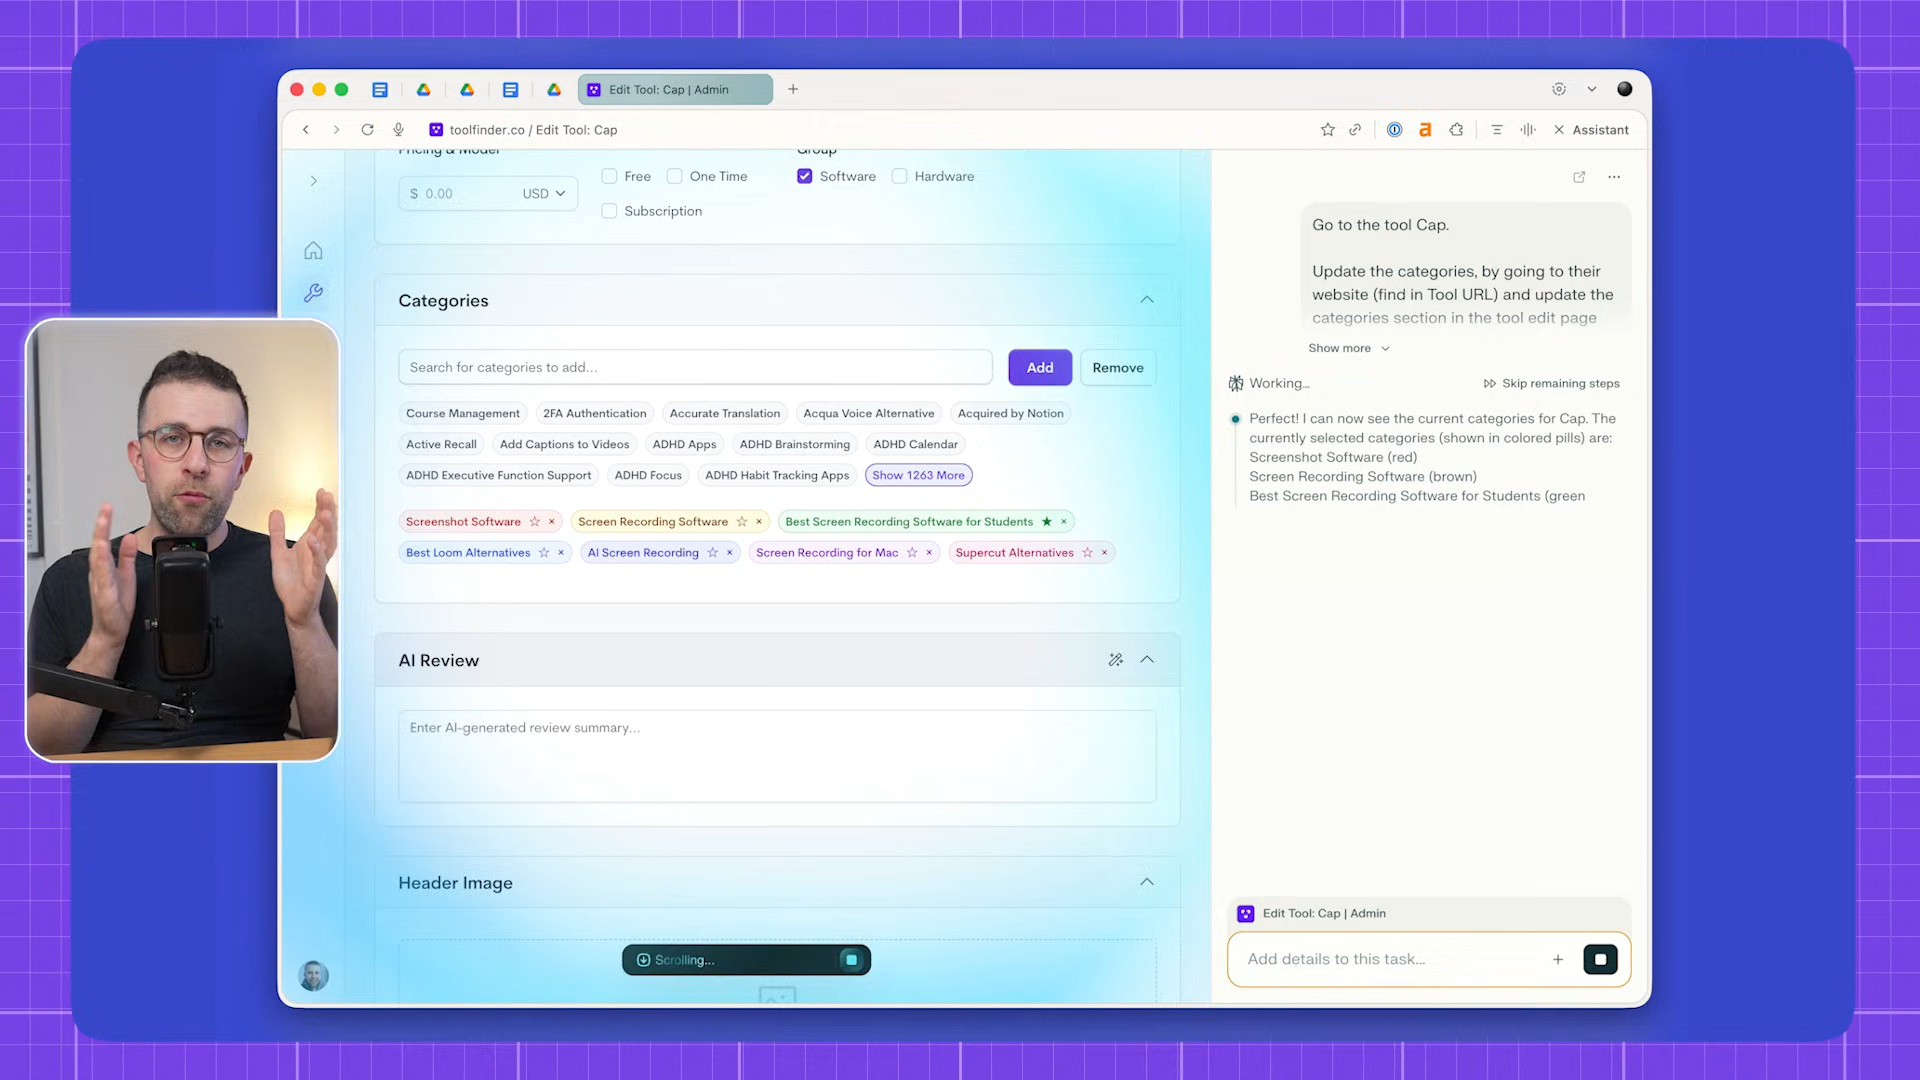 Edit Tool: Cap | Admin
toolfinder.co / Edit Tool: Cap
Assistant
Pricing & Model
Group
$ 0.00
USD
Free
One Time
Subscription
Software
Hardware
Categories
Search for categories to add...
Add
Remove
Course Management
2FA Authentication
Accurate Translation
Acqua Voice Alternative
Acquired by Notion
Active Recall
Add Captions to Videos
ADHD Apps
ADHD Brainstorming
ADHD Calendar
ADHD Executive Function Support
ADHD Focus
ADHD Habit Tracking Apps
Show 1263 More
Screenshot Software
Screen Recording Software
Best Screen Recording Software for Students
Best Loom Alternatives
AI Screen Recording
Screen Recording for Mac
Supercut Alternatives
AI Review
Enter AI-generated review summary...
Header Image
Scrolling...
Go to the tool Cap.
Update the categories, by going to their
website (find in Tool URL) and update the
categories section in the tool edit page
Show more
Working...
Skip remaining steps
Perfect! I can now see the current categories for Cap. The
currently selected categories (shown in colored pills) are:
Screenshot Software (red)
Screen Recording Software (brown)
Best Screen Recording Software for Students (green
Edit Tool: Cap | Admin
Add details to this task...